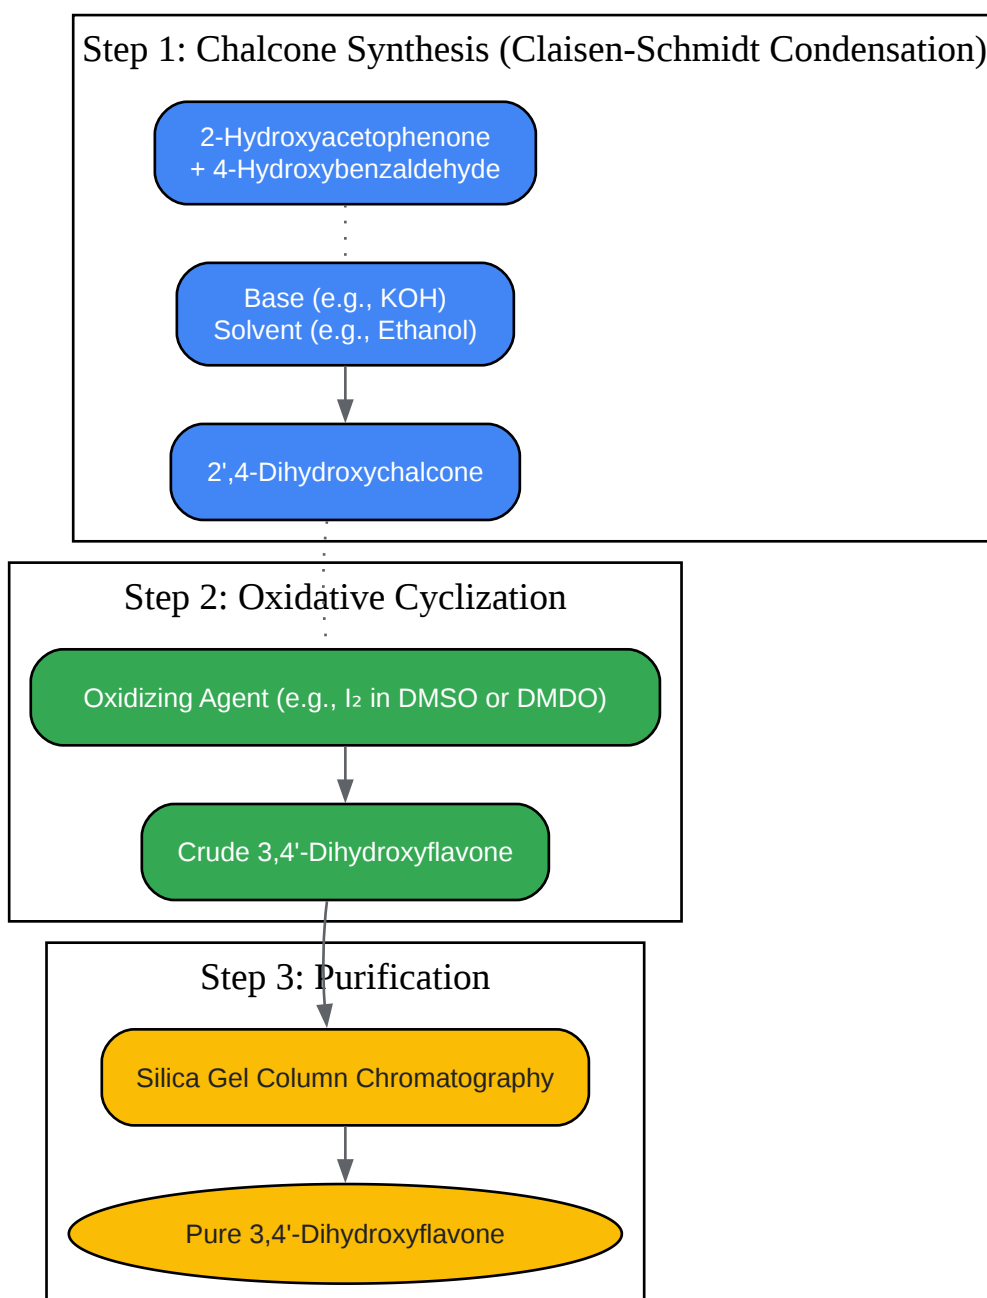 Step 1: Chalcone Synthesis (Claisen-Schmidt Condensation)
2-Hydroxyacetophenone
+ 4-Hydroxybenzaldehyde
Base (e.g., KOH)
Solvent (e.g., Ethanol)
2',4-Dihydroxychalcone
Step 2: Oxidative Cyclization
Oxidizing Agent (e.g., I₂ in DMSO or DMDO)
Crude 3,4'-Dihydroxyflavone
Step 3: Purification
Silica Gel Column Chromatography
Pure 3,4'-Dihydroxyflavone